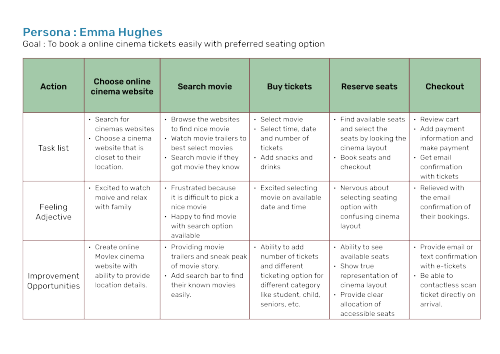 Persona : Emma Hughes
Goal : To book a online cinema tickets easily with preferred seating option
Action
Choose online
cinema website
Search movie
Buy tickets
Reserve seats
Checkout
Task list
• Search for
cinemas websites
• Choose a cinema
website that is
closet to their
location.
• Browse the websites
to find nice movie
• Watch movie trailers to
best select movies
• Search movie if they
got movie they know
• Select movie
• Select time, date
and number of
tickets
• Add snacks and
drinks
• Find available seats
and select the
seats by looking the
cinema layout
• Book seats and
checkout
• Review cart
• Add payment
information and
make payment
• Get email
confirmation
with tickets
Feeling
Adjective
• Excited to watch
moive and relax
with family
• Frustrated because
it is difficult to pick a
nice movie
• Happy to find movie
with search option
available
• Excited selecting
movie on available
date and time
• Nervous about
selecting seating
option with
confusing cinema
layout
• Relieved with
the email
confirmation of
their bookings.
Improvement
Opportunities
• Create online
Movlex cinema
website with
ability to provide
location details.
• Providing movie
trailers and sneak peak
of movie story.
• Add search bar to find
their known movies
easily.
• Ability to add
number of tickets
and different
ticketing option for
different category
like student, child,
seniors, etc.
• Ability to see
available seats
• Show true
representation of
cinema layout
• Provide clear
allocation of
accessible seats
• Provide email or
text confirmation
with e-tickets
• Be able to
contactless scan
ticket directly on
arrival.